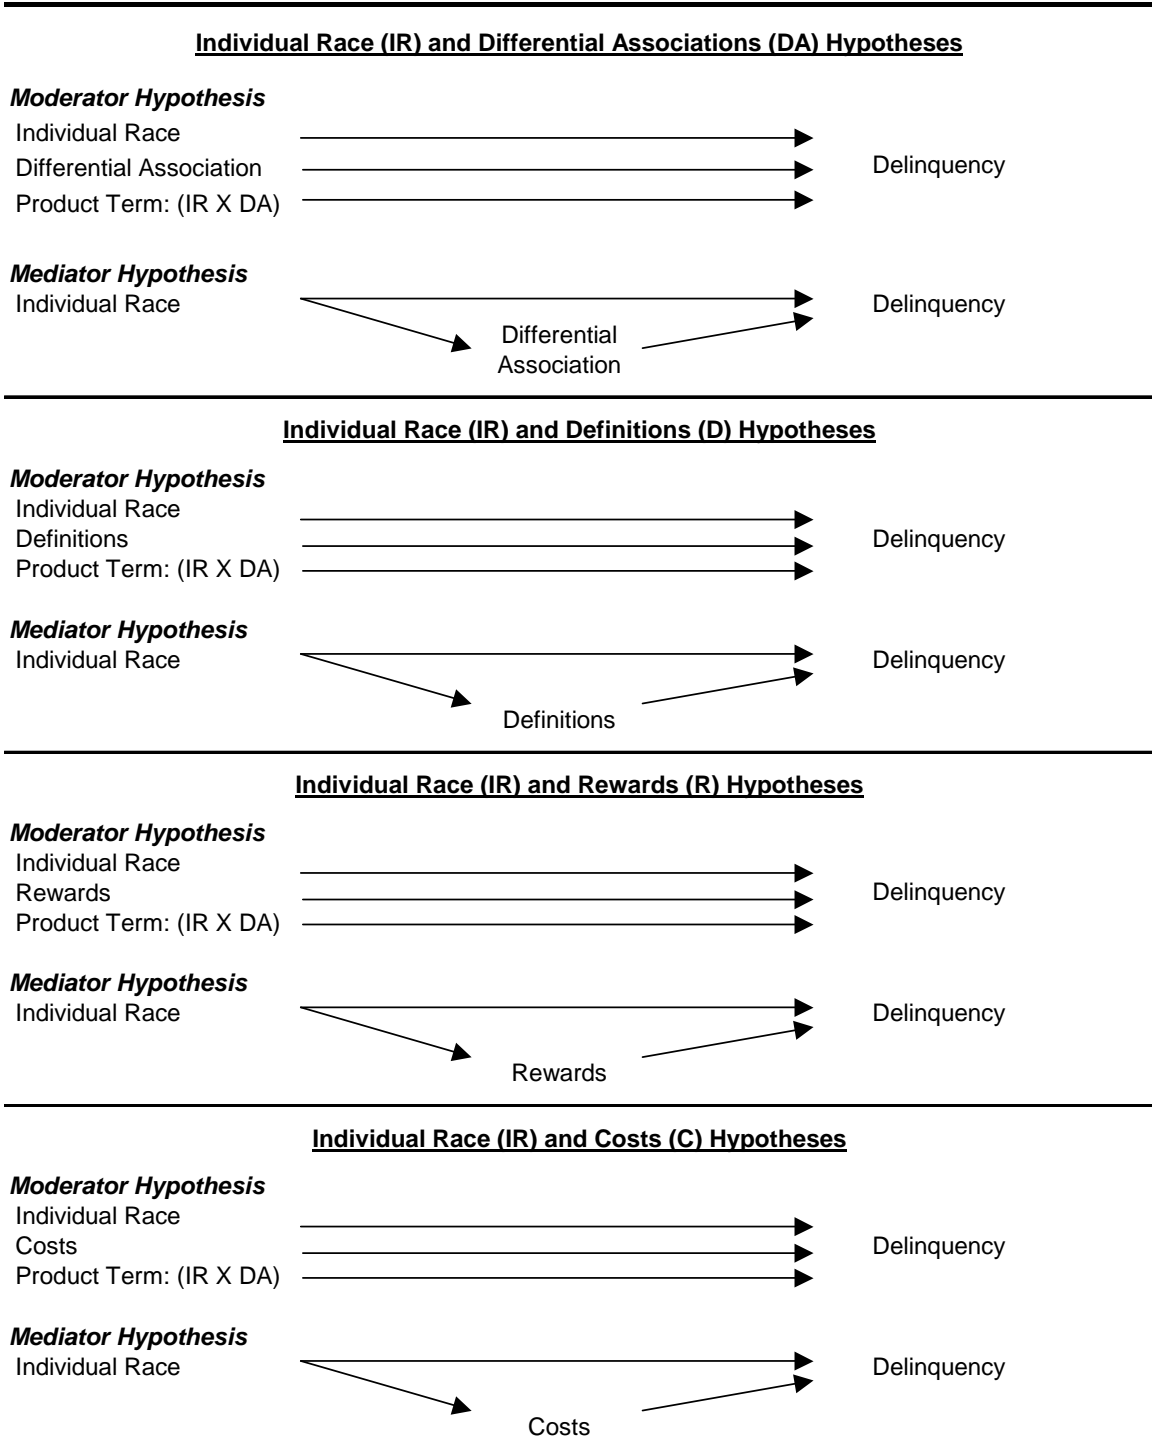 Individual Race (IR) and Differential Associations (DA) Hypotheses
Moderator Hypothesis
Individual Race
Differential Association
Delinquency
Product Term: (IR X DA)
Mediator Hypothesis
Individual Race
Delinquency
Differential
Association
Individual Race (IR) and Definitions (D) Hypotheses
Moderator Hypothesis
Individual Race
Definitions
Delinquency
Product Term: (IR X DA)
Mediator Hypothesis
Individual Race
Delinquency
Definitions
Individual Race (IR) and Rewards (R) Hypotheses
Moderator Hypothesis
Individual Race
Rewards
Delinquency
Product Term: (IR X DA)
Mediator Hypothesis
Individual Race
Delinquency
Rewards
Individual Race (IR) and Costs (C) Hypotheses
Moderator Hypothesis
Individual Race
Costs
Delinquency
Product Term: (IR X DA)
Mediator Hypothesis
Individual Race
Delinquency
Costs